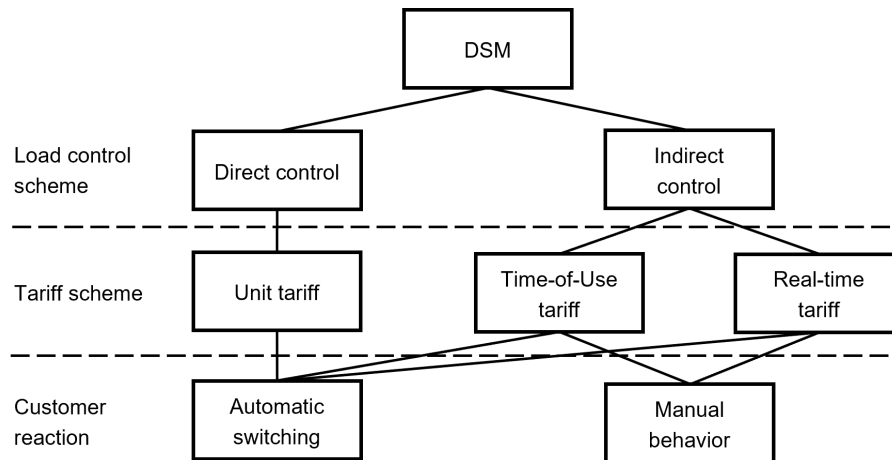 DSM
Load control
scheme
Direct control
Indirect
control
Tariff scheme
Unit tariff
Time-of-Use
tariff
Real-time
tariff
Customer
reaction
Automatic
switching
Manual
behavior